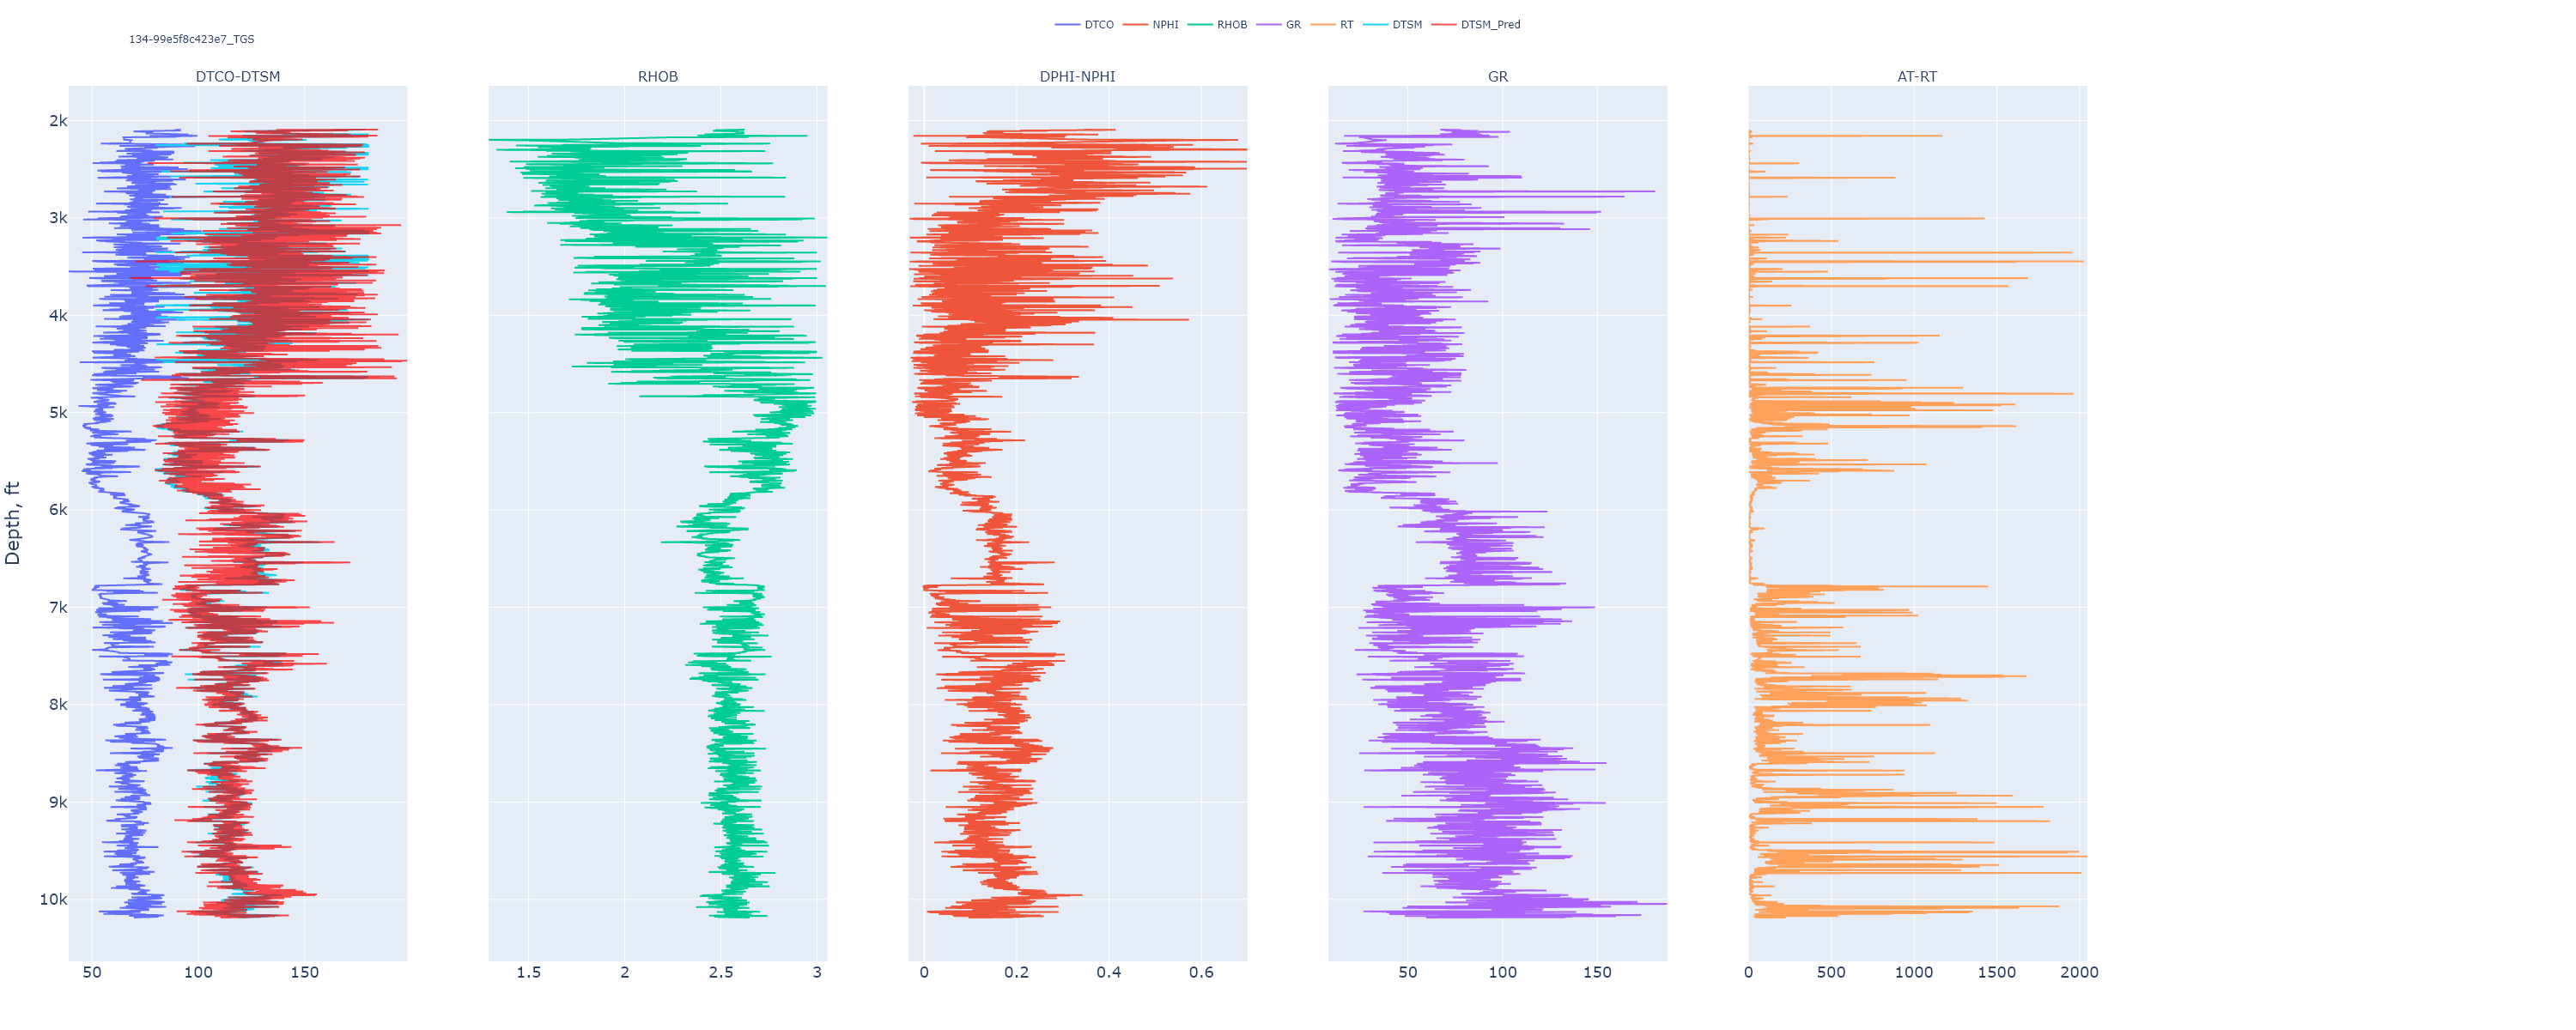 DTCO NPHI RHOB GR RT DTSM DTSM_Pred
134-99e5f8c423e7_TGS
DTCO-DTSM RHOB DPHI-NPHI GR AT-RT
Depth, ft
2k
3k
4k
5k
6k
7k
8k
9k
10k
50 100 150 1.5 2 2.5 3 0 0.2 0.4 0.6 50 100 150 0 500 1000 1500 2000